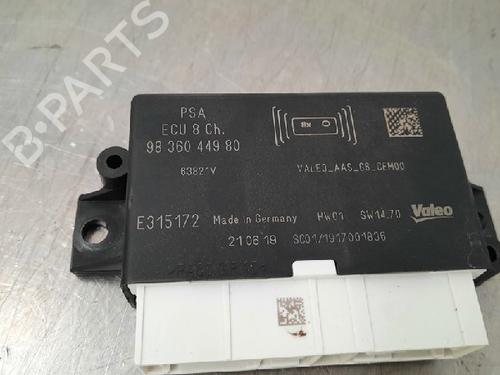 PSA
ECU 8 Ch.
98 360 449 80
63821V
VALEO_AAS_G8_GEM00
E315172 Made in Germany HW01 SW14.70 Valeo
21 06 19 SC01/1917001836
B-PARTS